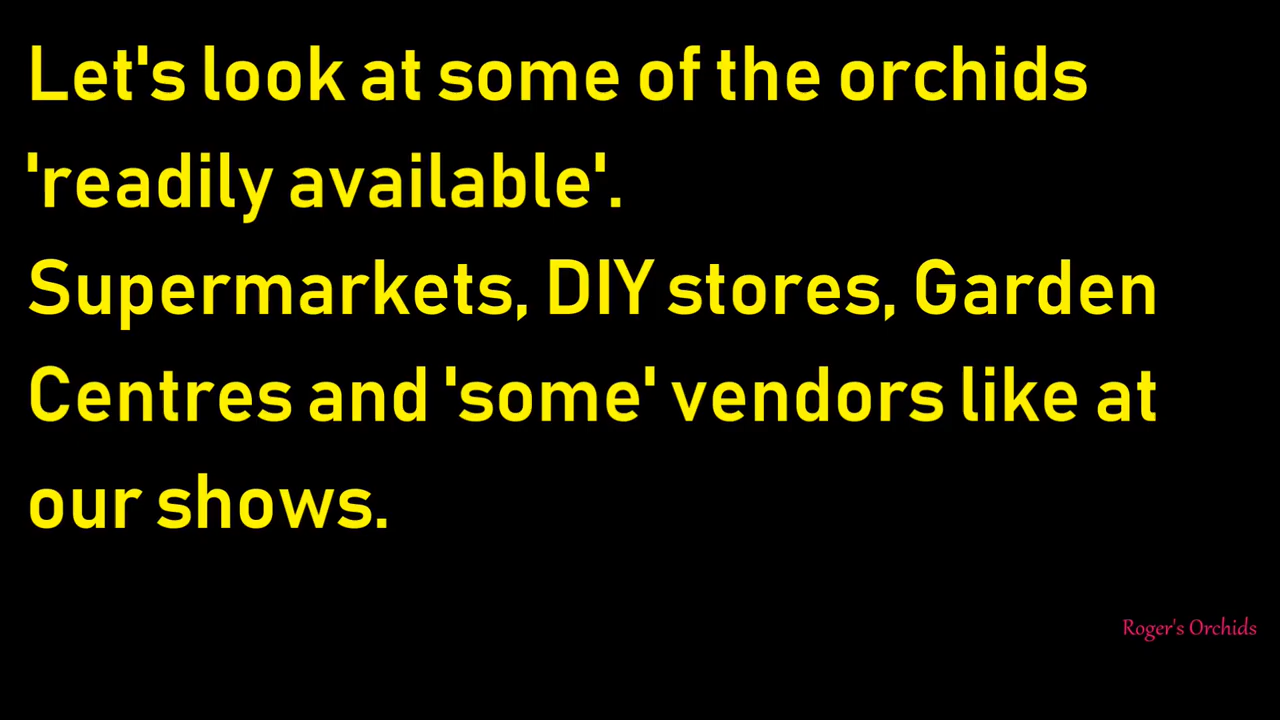 Let's look at some of the orchids
'readily available'.
Supermarkets, DIY stores, Garden
Centres and 'some' vendors like at
our shows.
Roger's Orchids